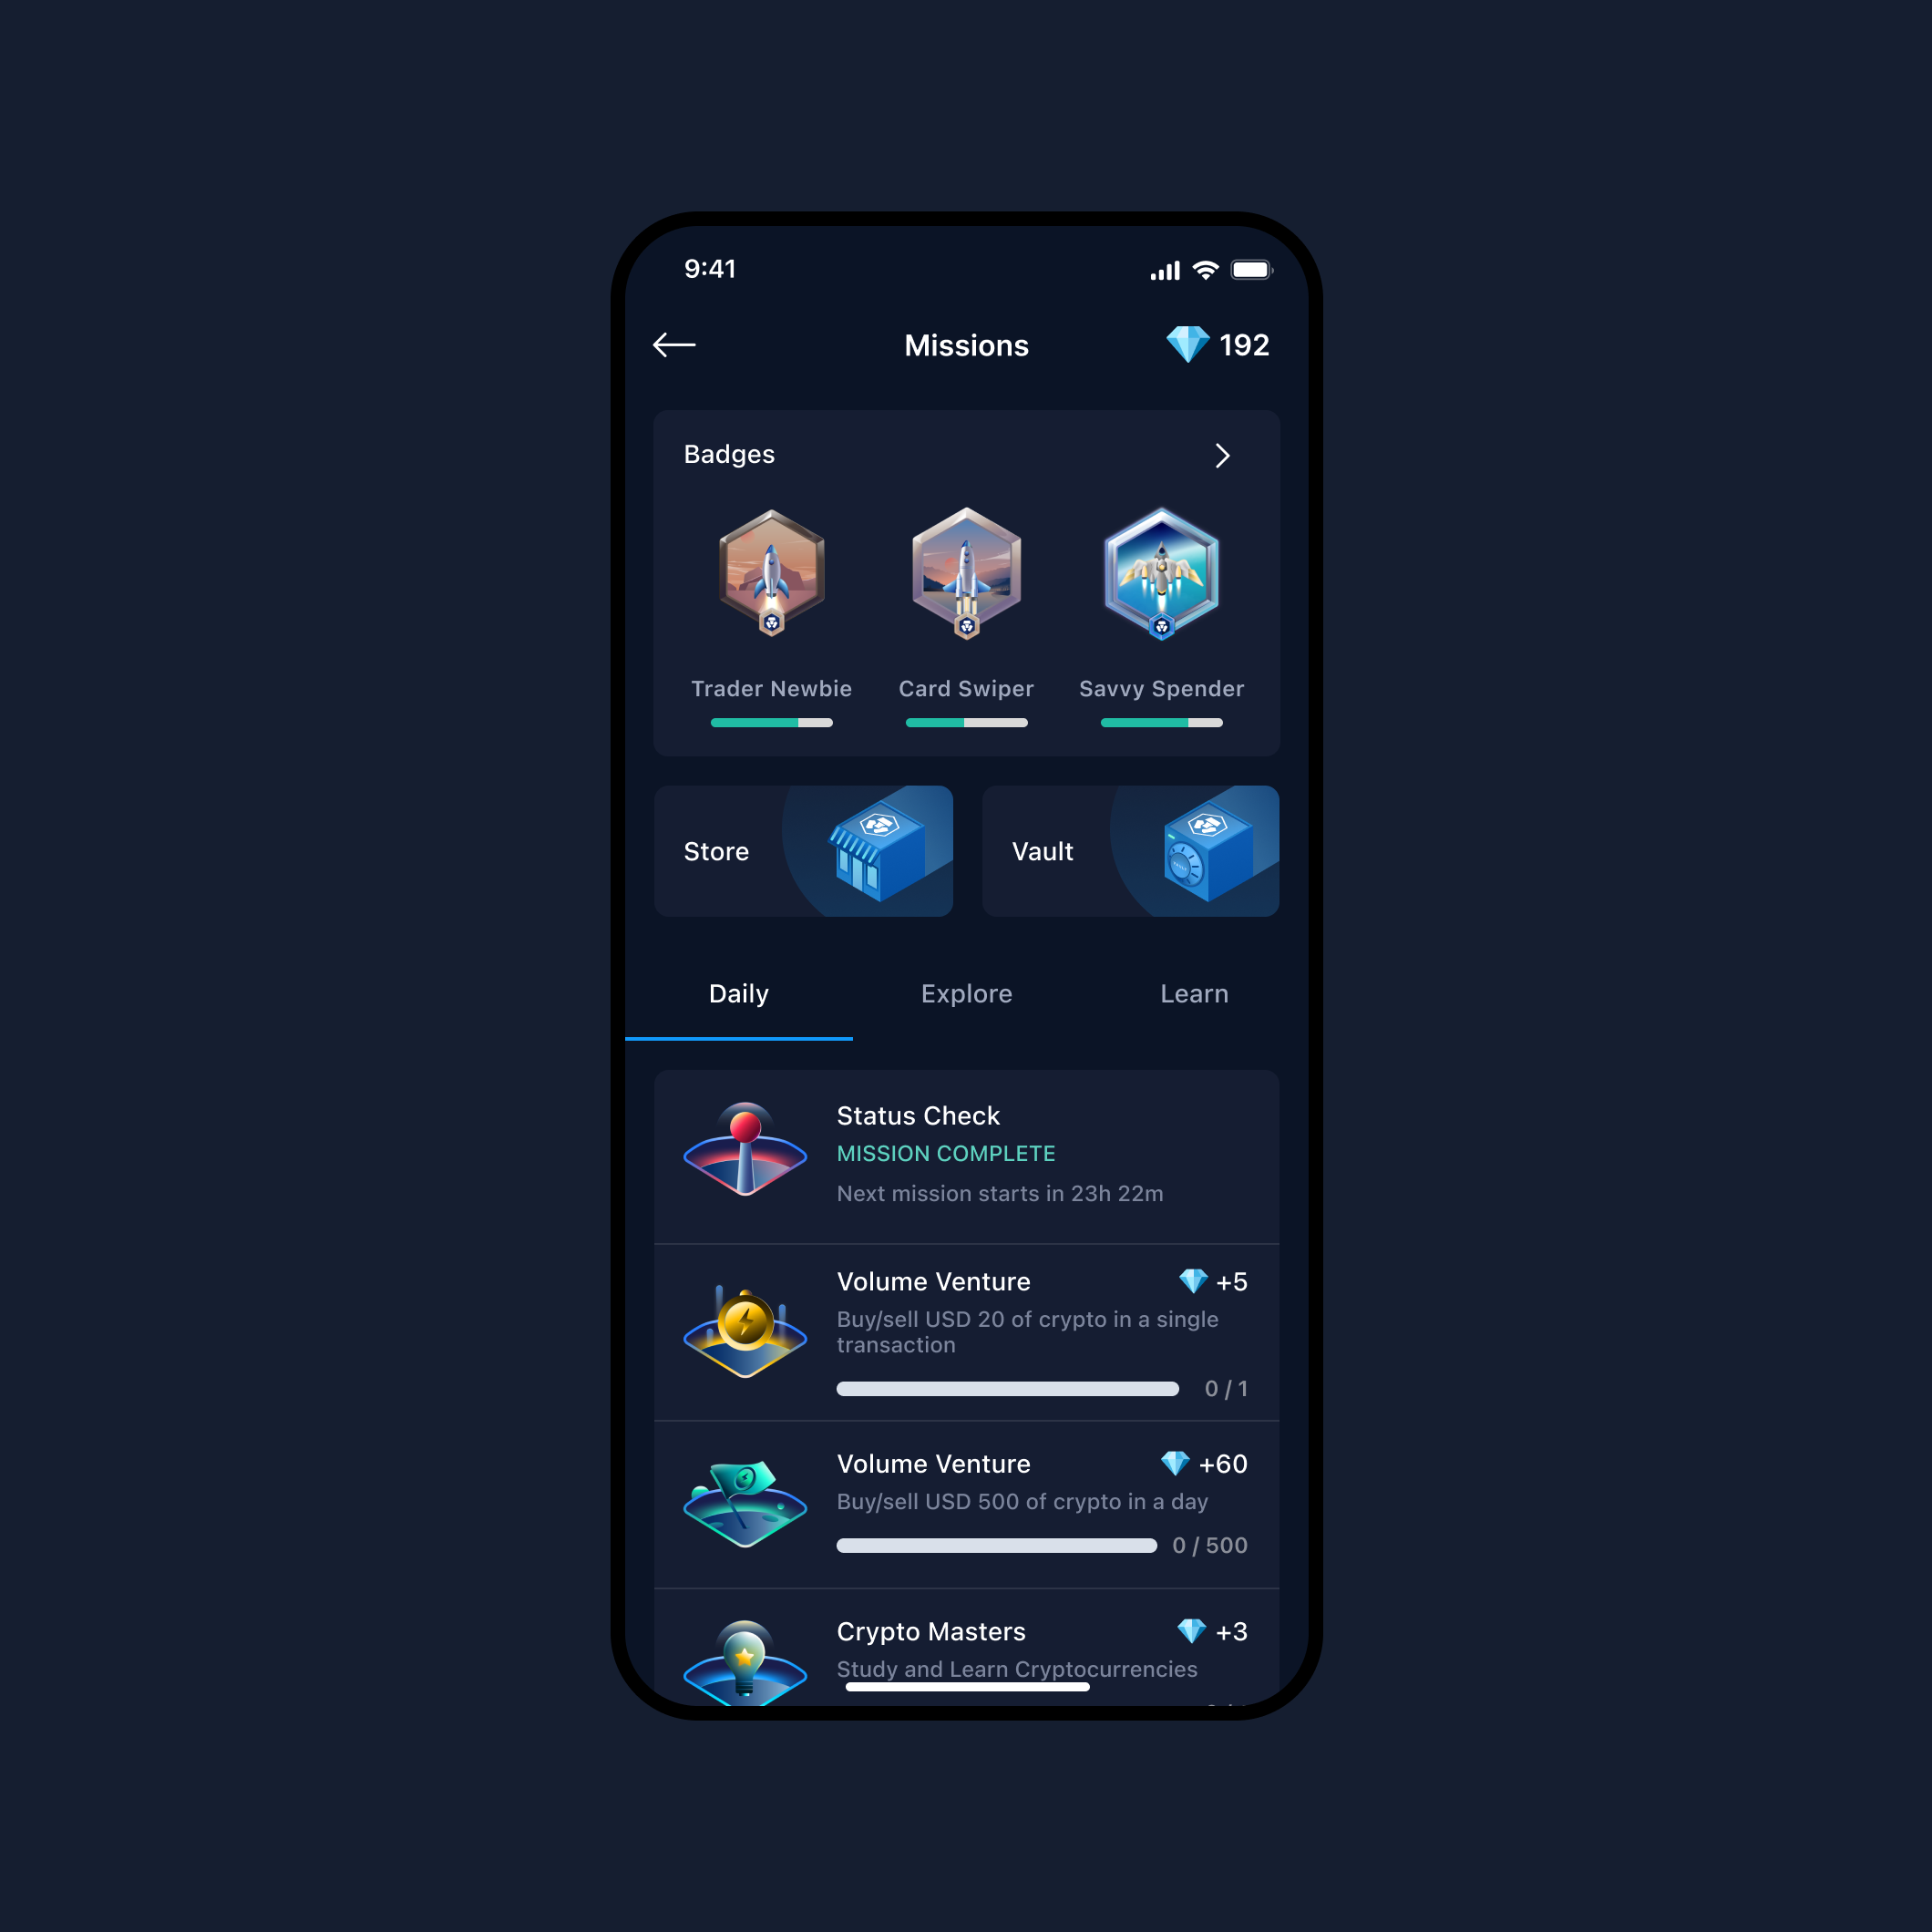 9:41
Missions
192
Badges
Trader Newbie
Card Swiper
Savvy Spender
Store
Vault
Daily
Explore
Learn
Status Check
MISSION COMPLETE
Next mission starts in 23h 22m
Volume Venture
+5
Buy/sell USD 20 of crypto in a single
transaction
0 / 1
Volume Venture
+60
Buy/sell USD 500 of crypto in a day
0 / 500
Crypto Masters
+3
Study and Learn Cryptocurrencies